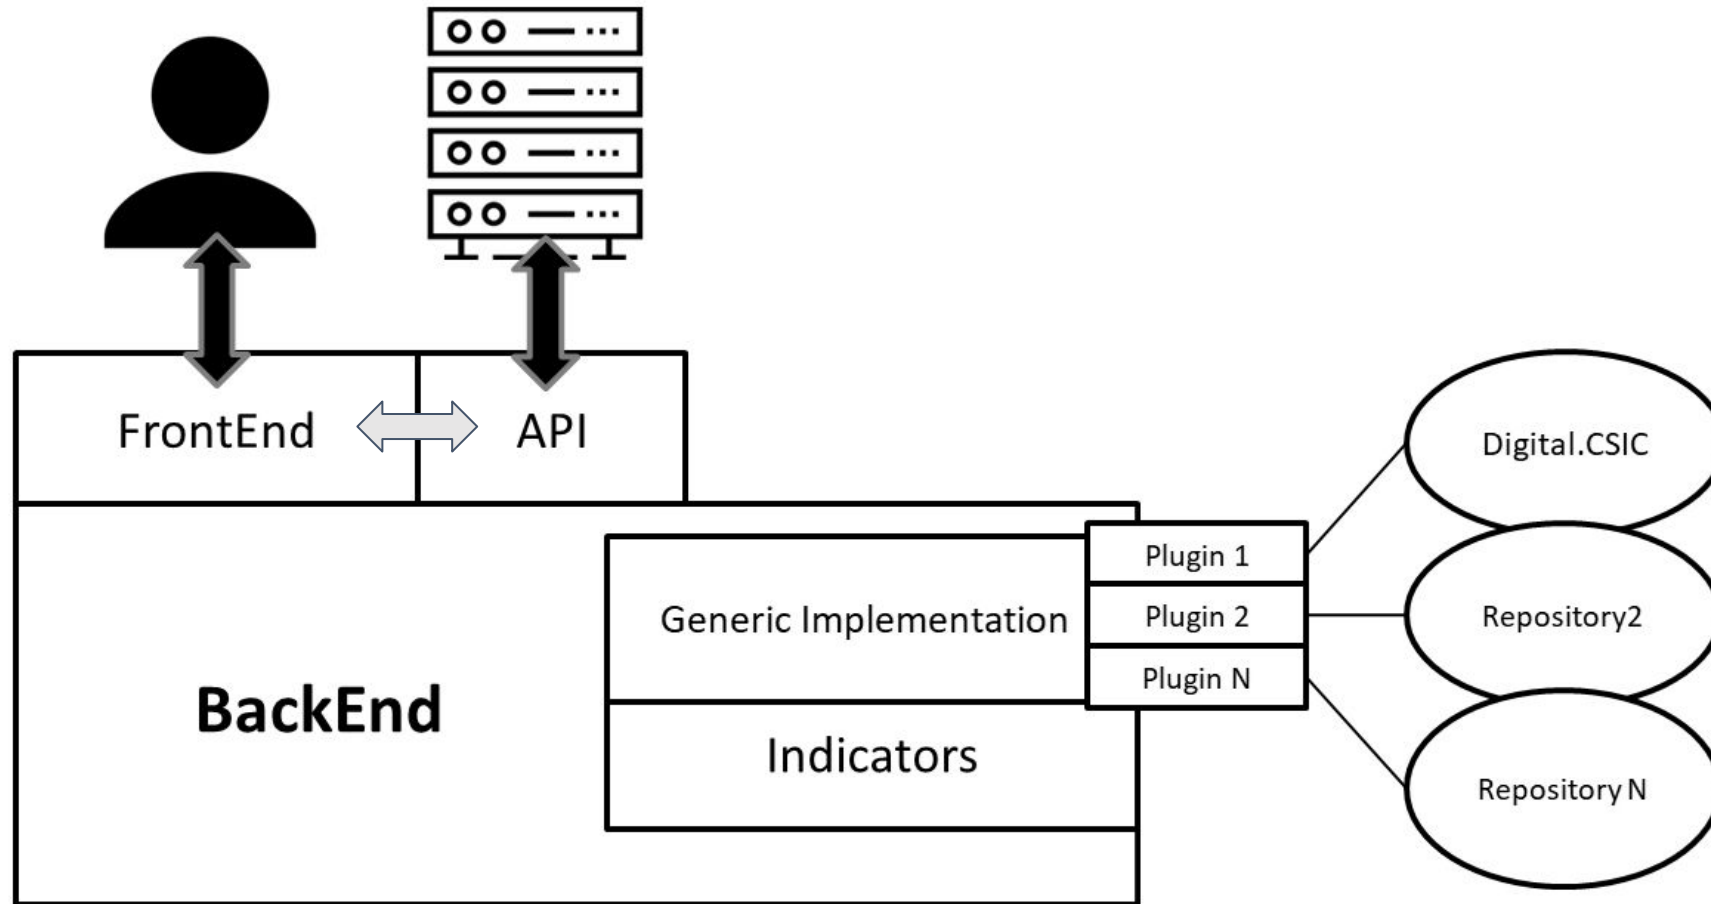 FrontEnd
API
BackEnd
Generic Implementation
Indicators
Plugin 1
Plugin 2
Plugin N
Digital.CSIC
Repository2
Repository N